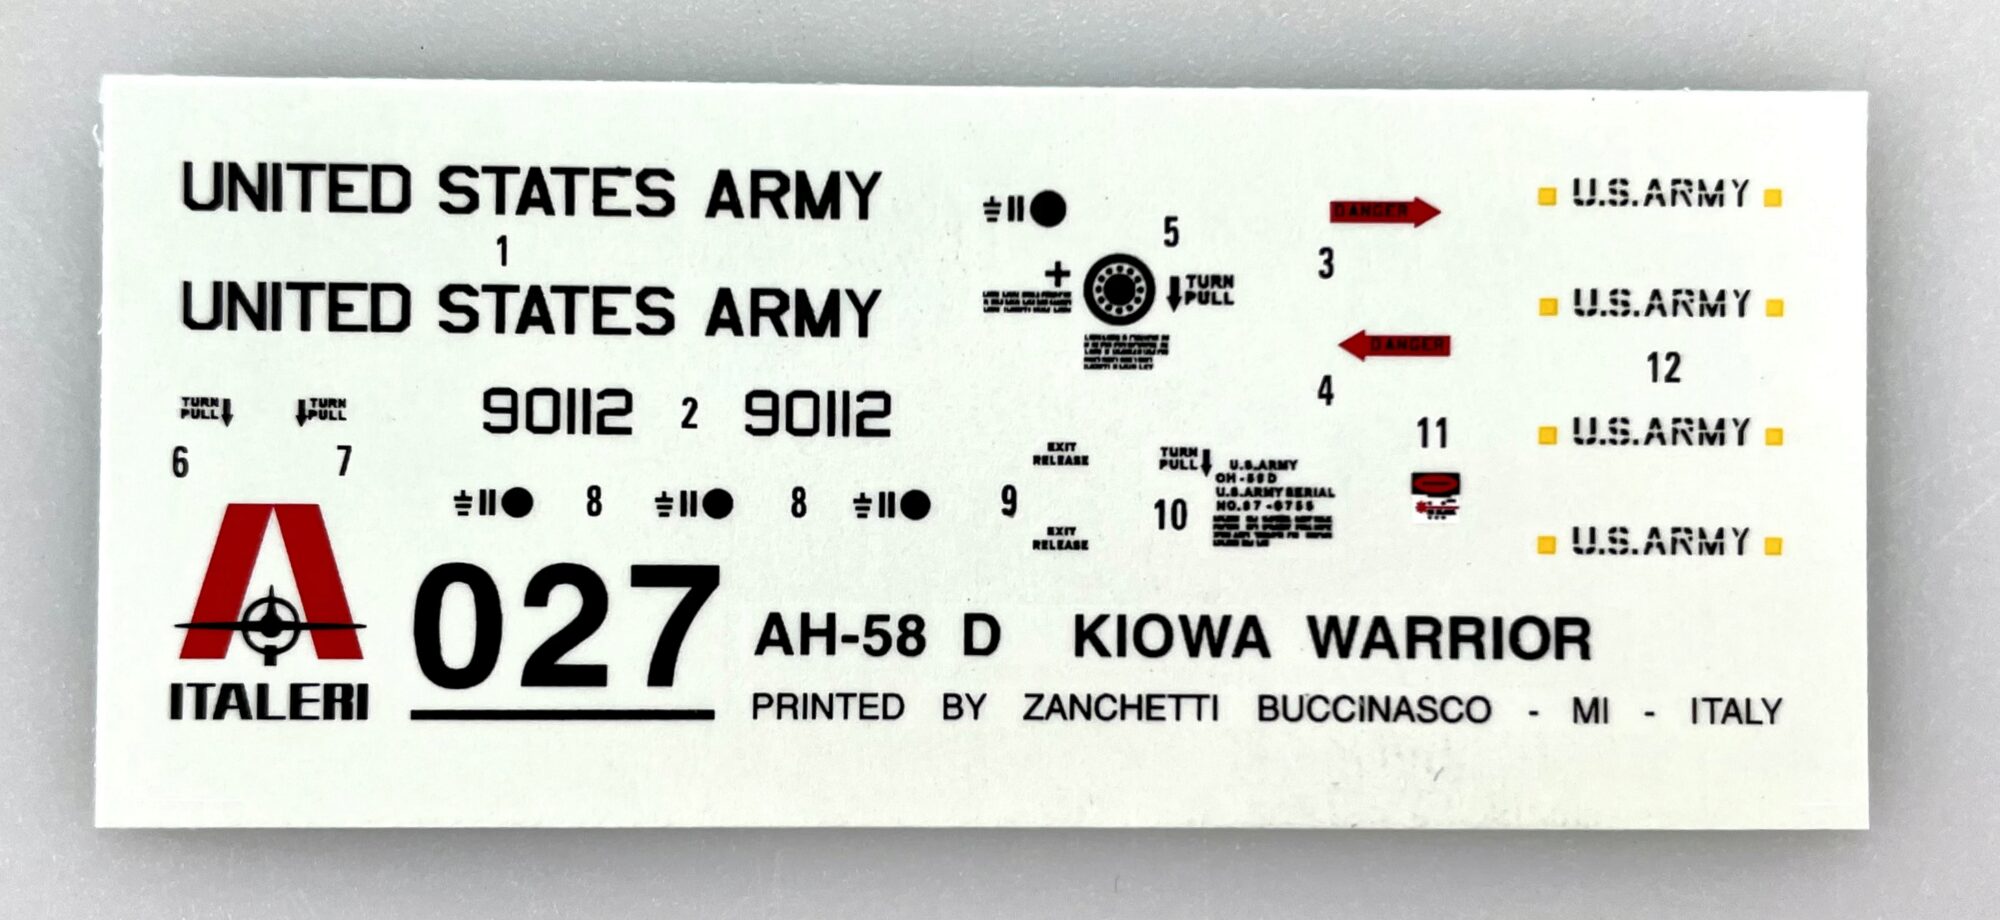 UNITED STATES ARMY
1
UNITED STATES ARMY
5
TURN
PULL
DANGER
3
DANGER
4
U.S.ARMY
U.S.ARMY
12
U.S.ARMY
U.S.ARMY
TURN
PULL
6
TURN
PULL
7
90112
2
90112
8
8
9
EXIT
RELEASE
EXIT
RELEASE
TURN
PULL
10
U.S.ARMY
OH-58D
U.S.ARMY SERIAL
11
ITALERI
027
AH-58 D KIOWA WARRIOR
PRINTED BY ZANCHETTI BUCCINASCO - MI - ITALY